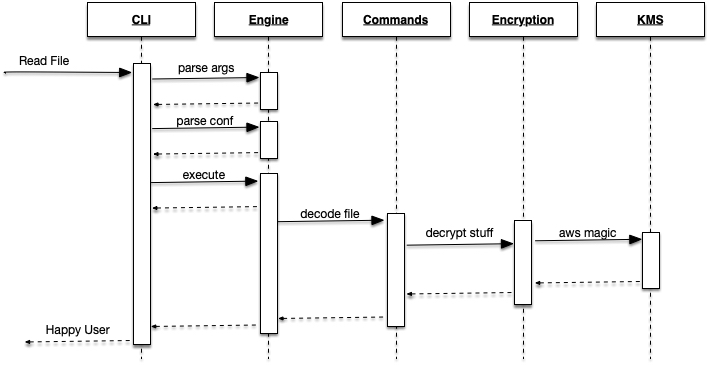 CLI
Engine
Commands
Encryption
KMS
Read File
parse args
parse conf
execute
decode file
decrypt stuff
aws magic
Happy User